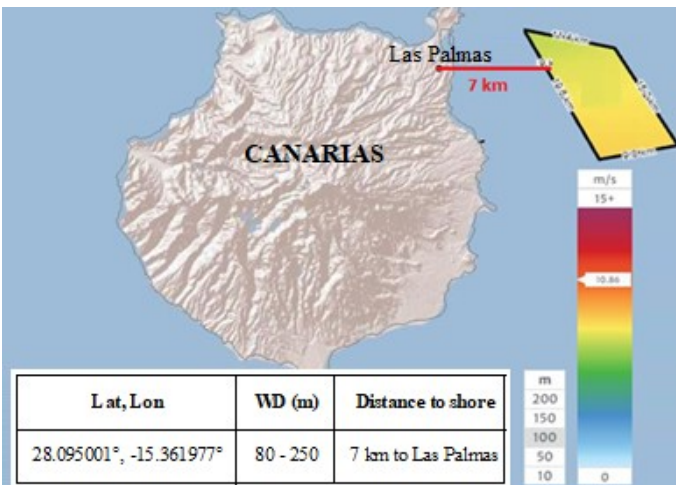 Las Palmas
7 km
CANARIAS
m/s
15+
10.86
m
200
150
100
50
10
0
Lat, Lon WD (m) Distance to shore
28.095001°, -15.361977° 80 - 250 7 km to Las Palmas